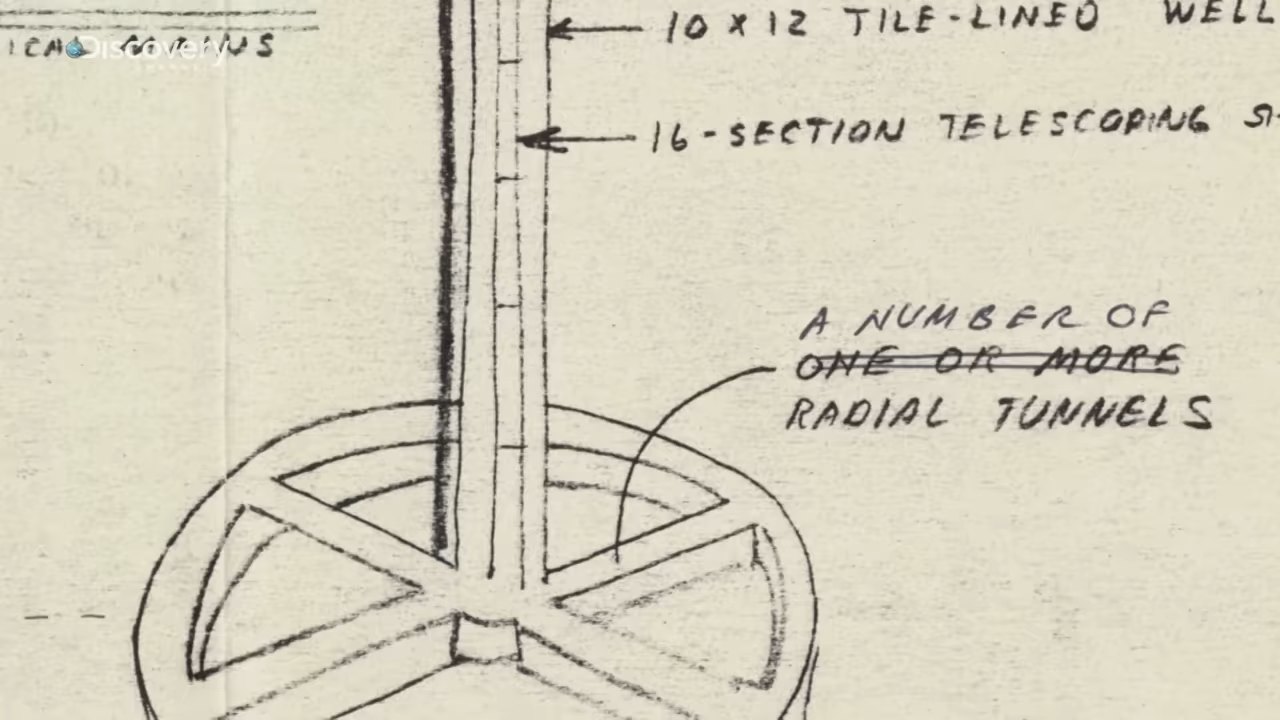 Discovery
10 X 12 TILE-LINED WELL
16-SECTION TELESCOPING
A NUMBER OF
ONE OR MORE
RADIAL TUNNELS